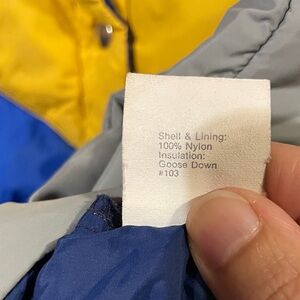 Shell & Lining:
100% Nylon
Insulation:
Goose Down
#103